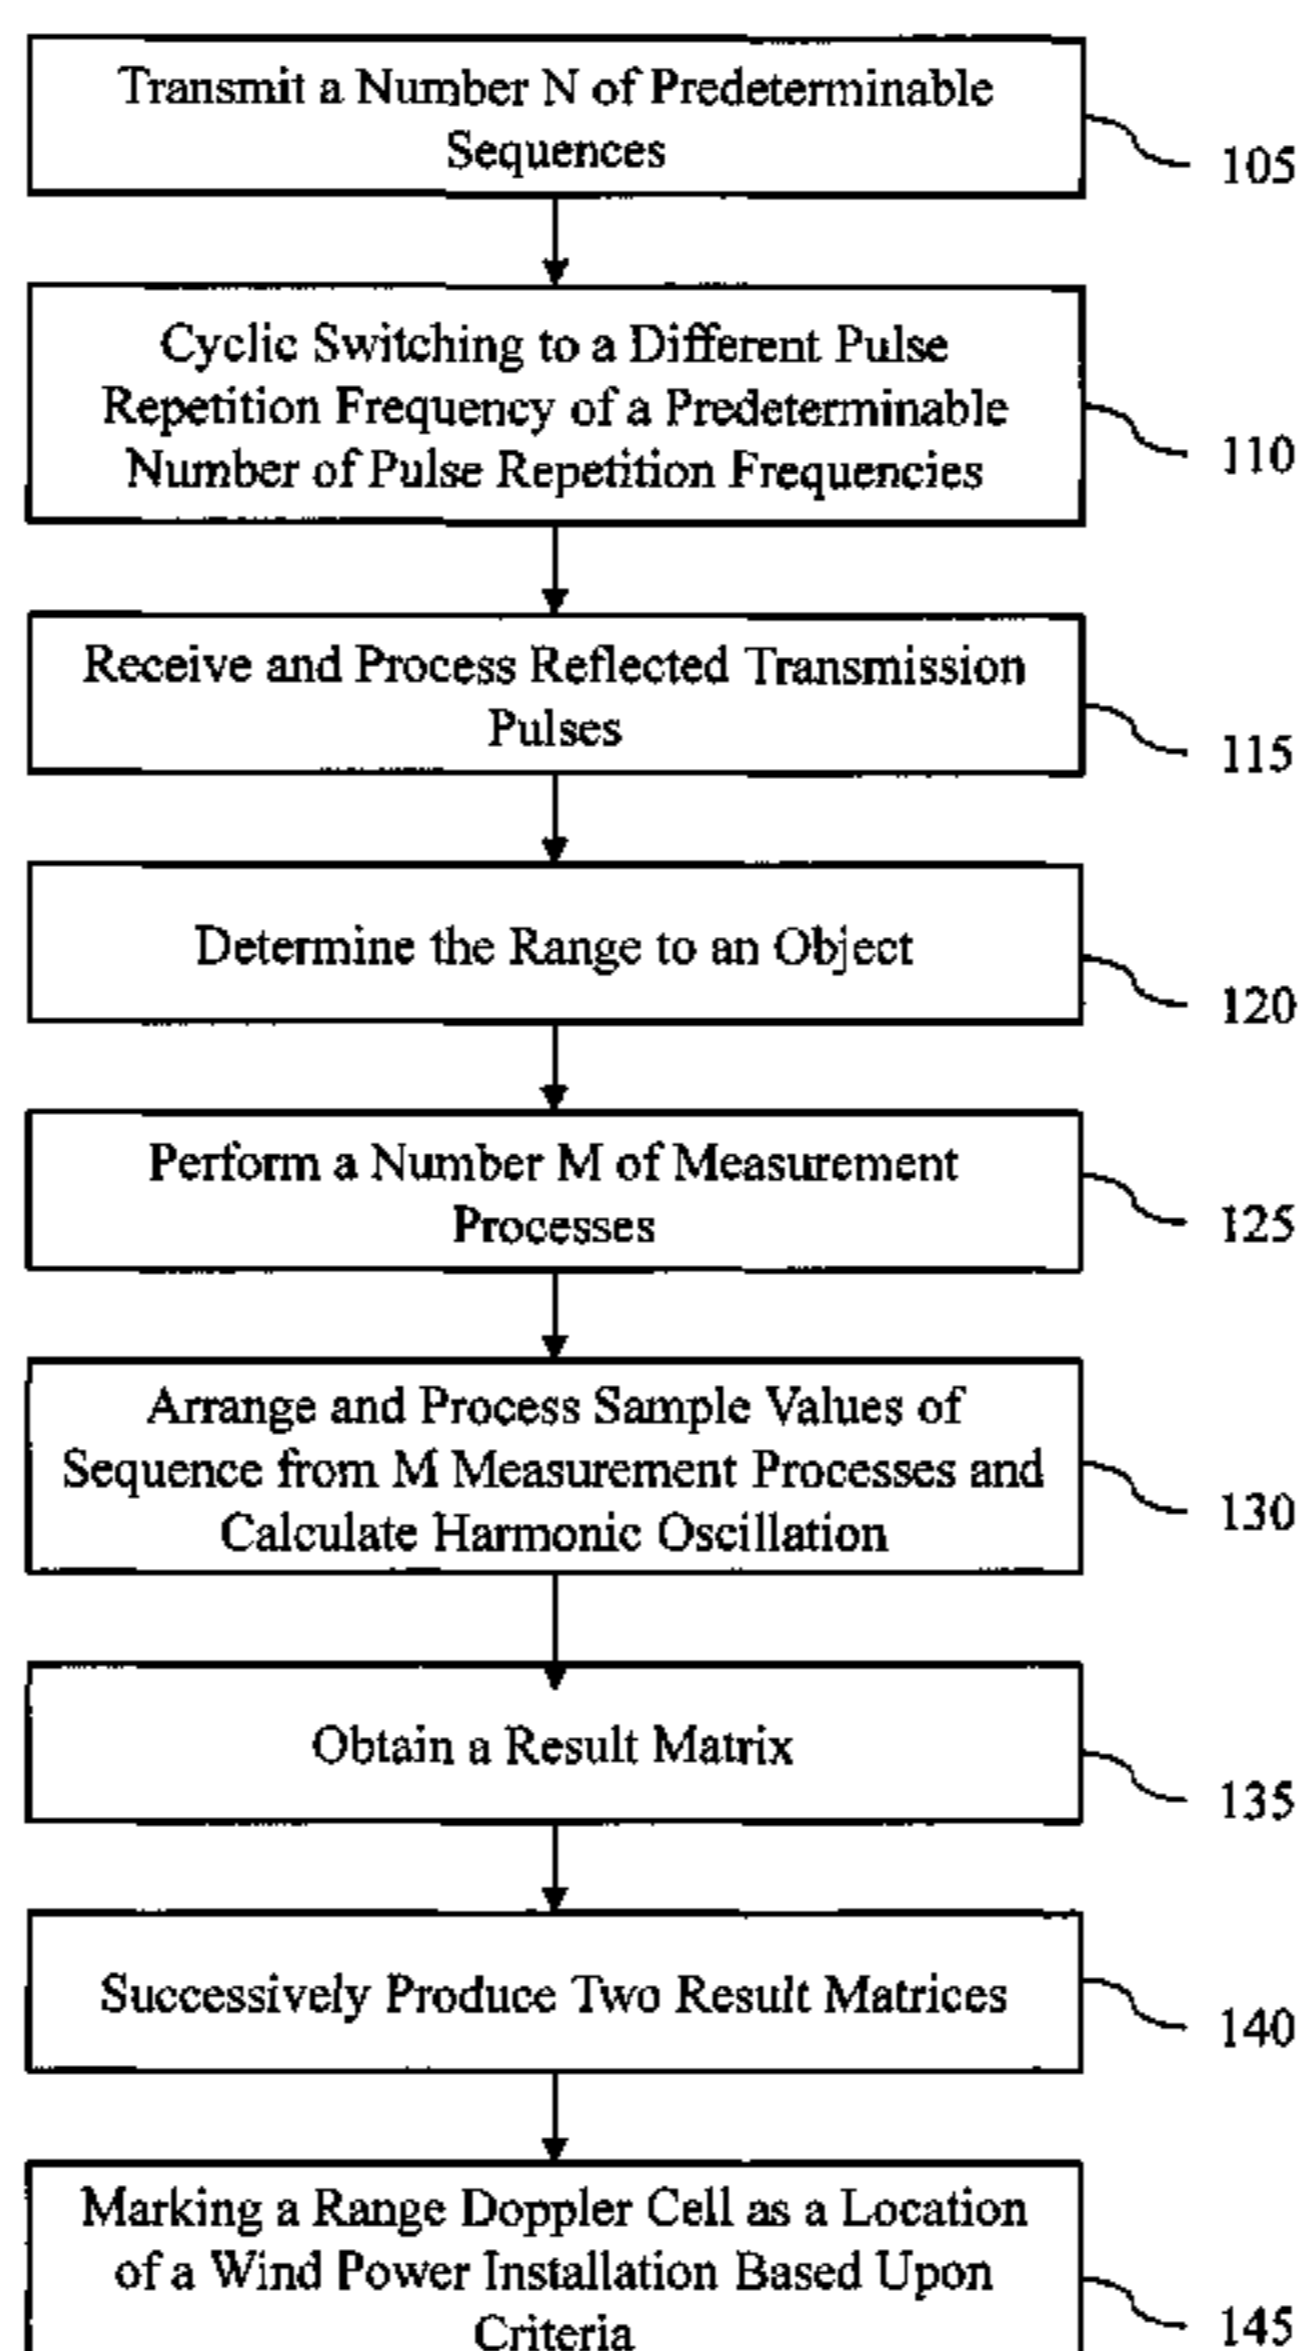 Transmit a Number N of Predeterminable
Sequences
105
Cyclic Switching to a Different Pulse
Repetition Frequency of a Predeterminable
Number of Pulse Repetition Frequencies
110
Receive and Process Reflected Transmission
Pulses
115
Determine the Range to an Object
120
Perform a Number M of Measurement
Processes
125
Arrange and Process Sample Values of
Sequence from M Measurement Processes and
Calculate Harmonic Oscillation
130
Obtain a Result Matrix
135
Successively Produce Two Result Matrices
140
Marking a Range Doppler Cell as a Location
of a Wind Power Installation Based Upon
Criteria
145